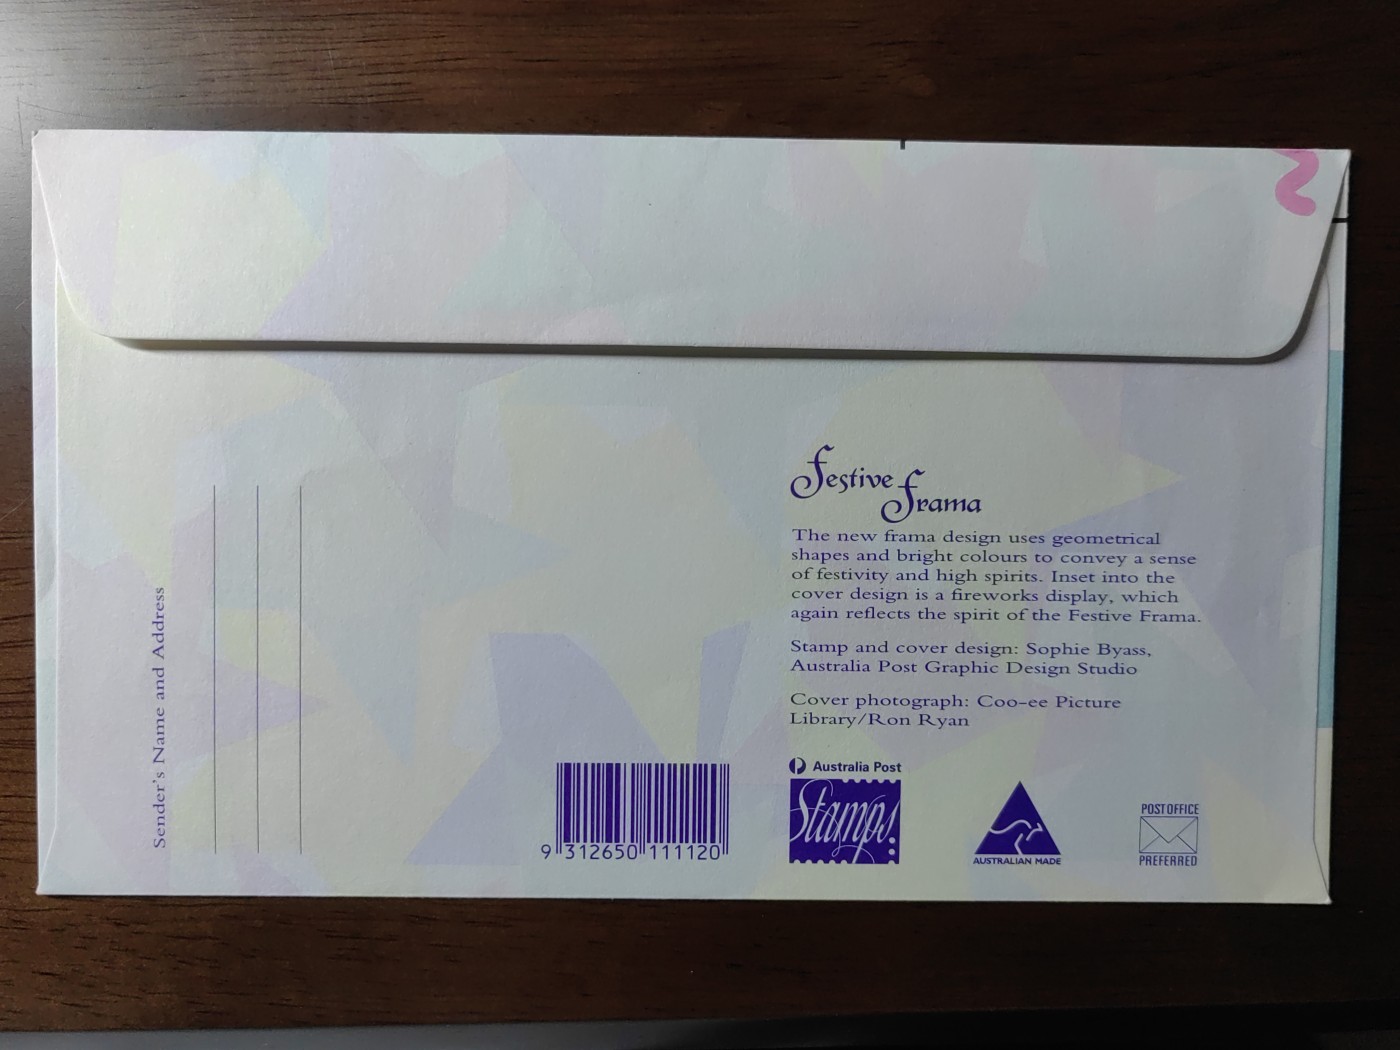 Festive
Frama
The new frama design uses geometrical
shapes and bright colours to convey a sense
of festivity and high spirits. Inset into the
cover design is a fireworks display, which
again reflects the spirit of the Festive Frama.
Stamp and cover design: Sophie Byass,
Australia Post Graphic Design Studio
Cover photograph: Coo-ee Picture
Library/Ron Ryan
Sender's Name and Address
9 312650 111120
Australia Post
Stamps
AUSTRALIAN MADE
POST OFFICE
PREFERRED